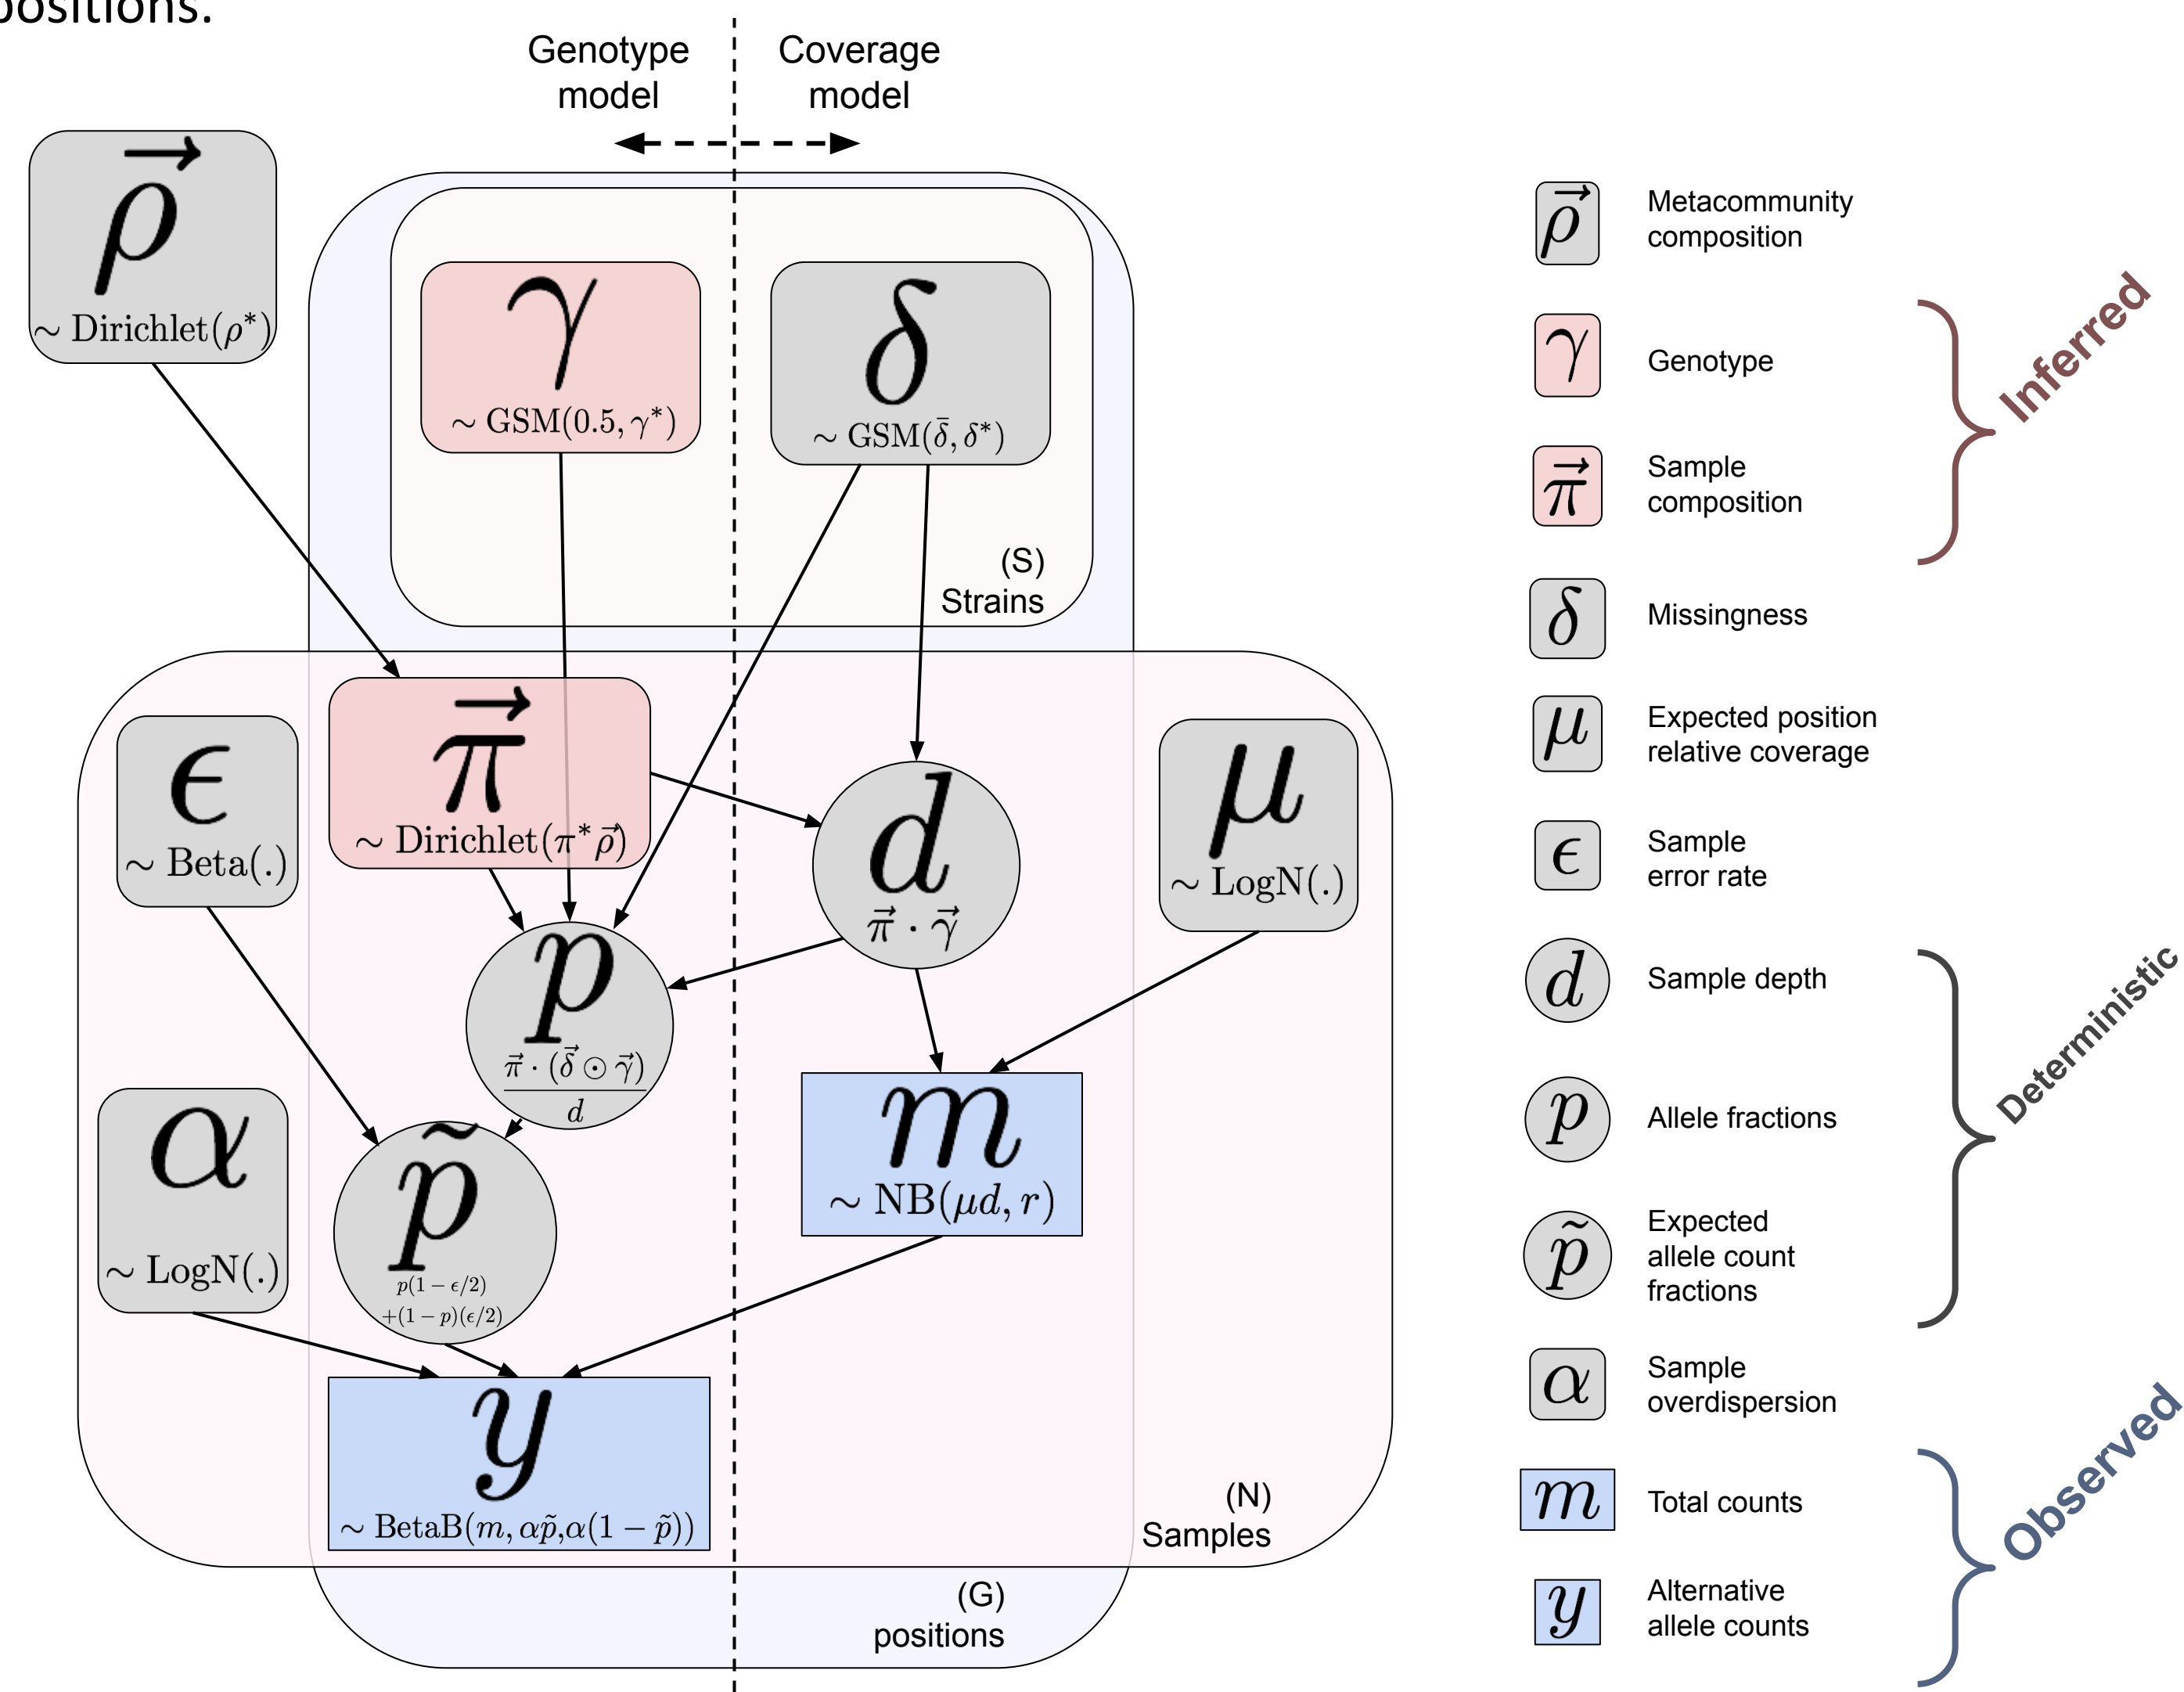 positions.
Genotype
model
Coverage
model
ρ⃗
∼ Dirichlet(ρ*)
γ
∼ GSM(0.5, γ*)
δ
∼ GSM(δ̄, δ*)
(S)
Strains
π⃗
∼ Dirichlet(π*ρ⃗)
ϵ
∼ Beta(.)
d
π⃗ · γ⃗
μ
∼ LogN(.)
p
π⃗ · (δ⃗ ⊙ γ⃗)
d
α
∼ LogN(.)
p̃
p(1 − ϵ/2)
+(1 − p)(ϵ/2)
m
∼ NB(μd, r)
y
∼ BetaB(m, αp̃,α(1 − p̃))
(N)
Samples
(G)
positions
ρ⃗ Metacommunity
composition
γ Genotype
π⃗ Sample
composition
Inferred
δ Missingness
μ Expected position
relative coverage
ϵ Sample
error rate
d Sample depth
p Allele fractions
p̃ Expected
allele count
fractions
Deterministic
α Sample
overdispersion
m Total counts
y Alternative
allele counts
Observed